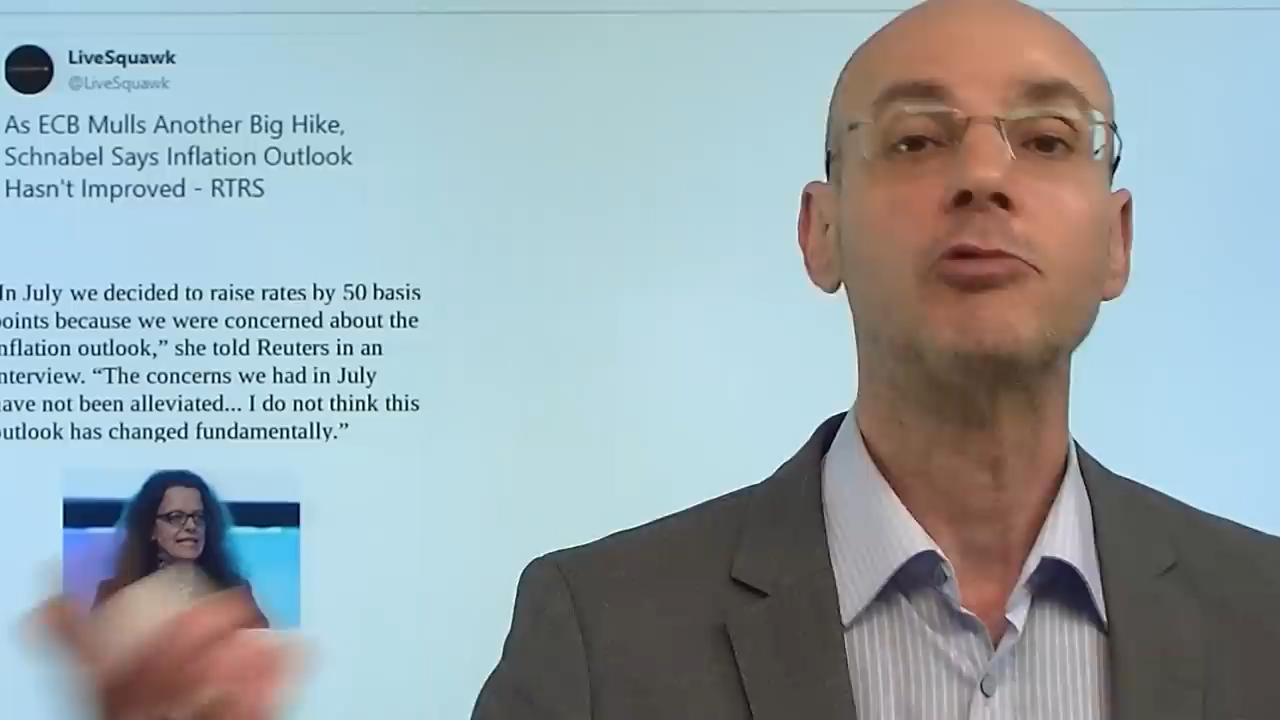 LiveSquawk
@LiveSquawk
As ECB Mulls Another Big Hike,
Schnabel Says Inflation Outlook
Hasn't Improved - RTRS
In July we decided to raise rates by 50 basis
oints because we were concerned about the
nflation outlook,” she told Reuters in an
nterview. “The concerns we had in July
ave not been alleviated... I do not think this
outlook has changed fundamentally.”